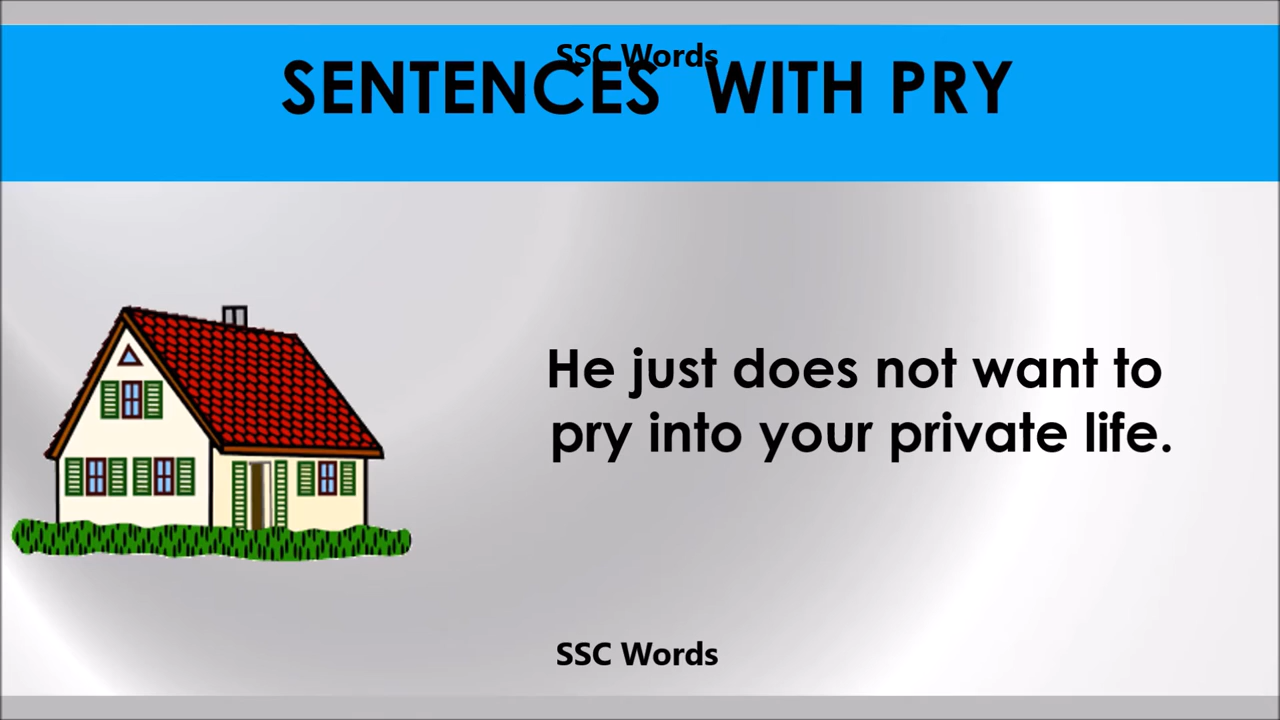 SSC Words
SENTENCES WITH PRY
He just does not want to
pry into your private life.
SSC Words